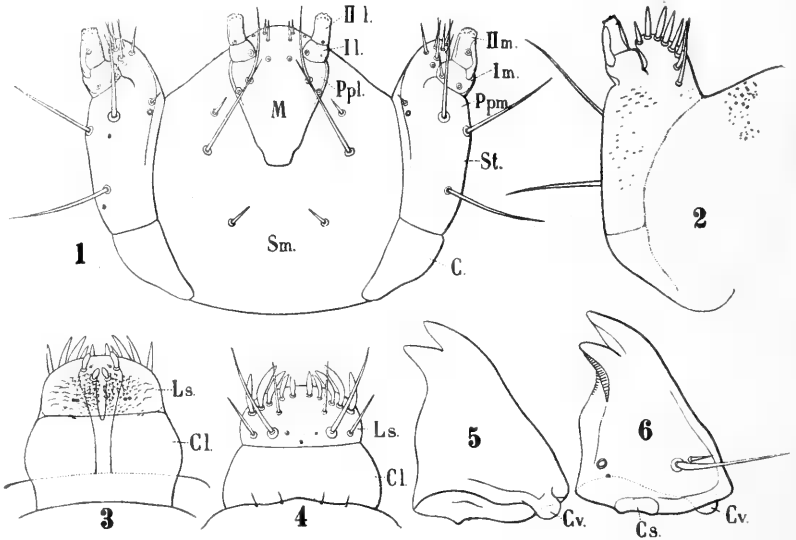 II l.
I l.
Ppl.
M
II m.
I m.
Ppm.
St.
Sm.
C.
1
2
Ls.
Cl.
3
Ls.
Cl.
4
5
Cv.
6
Cs.
Cv.